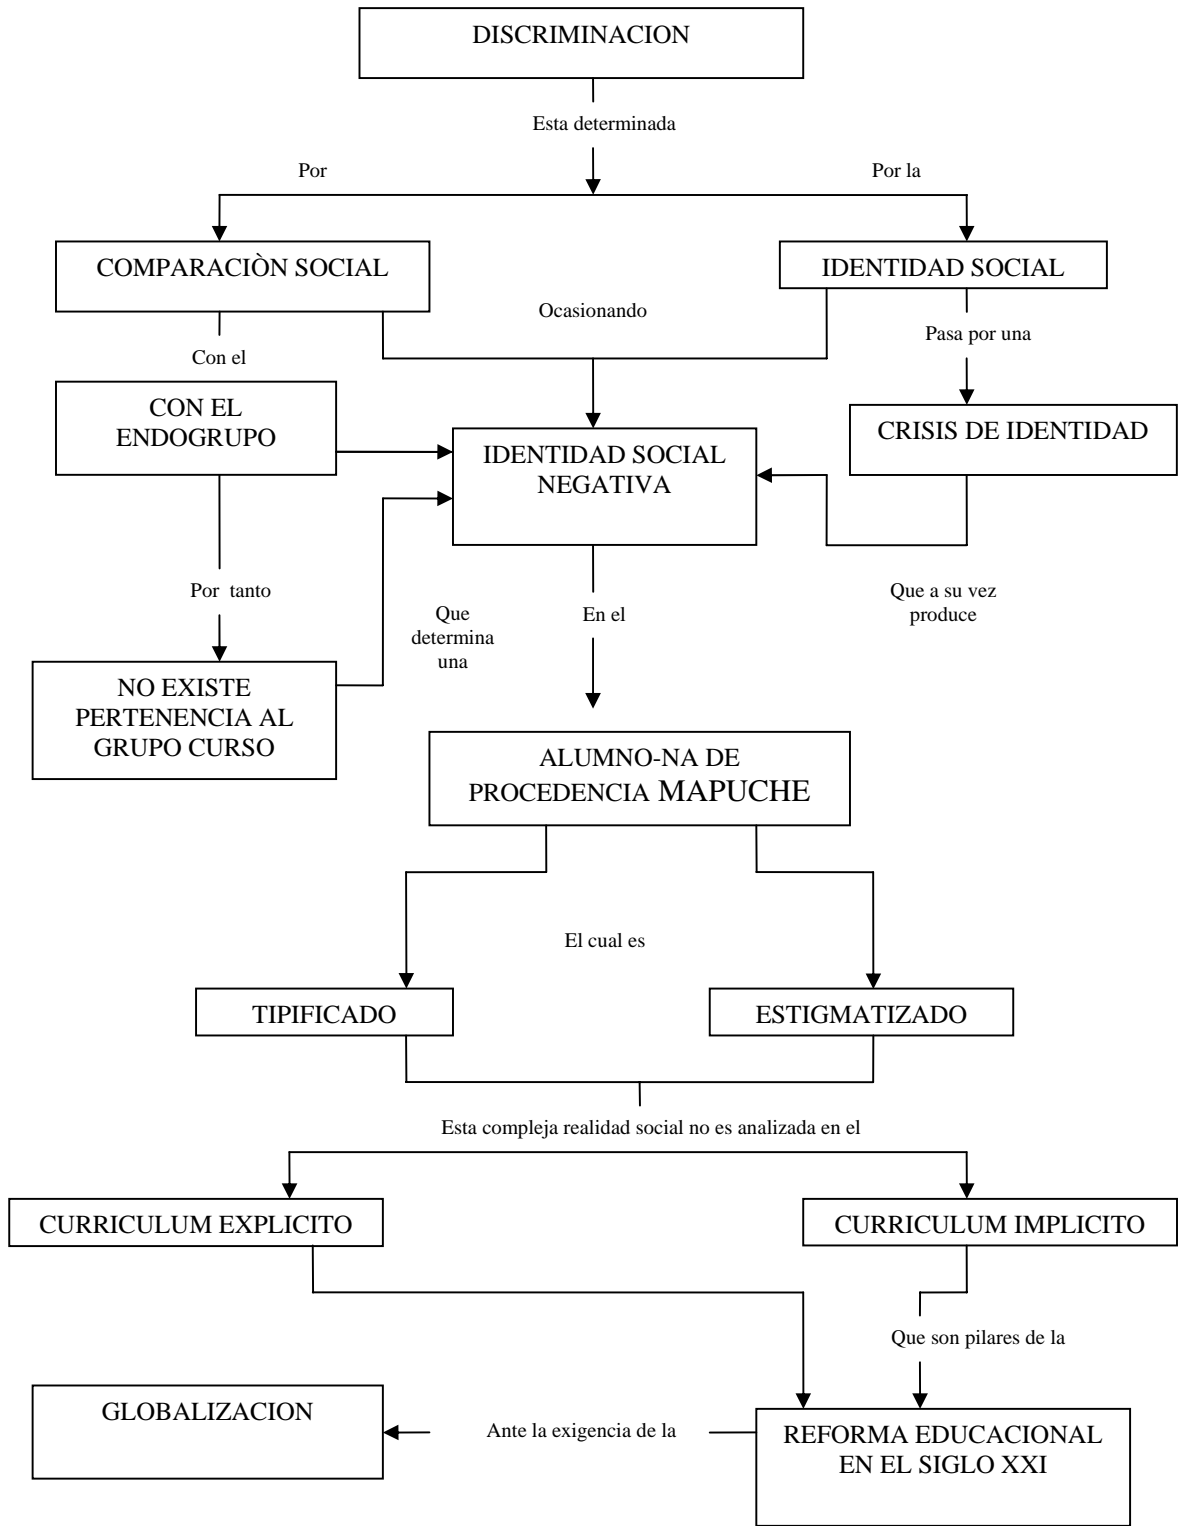 DISCRIMINACION
Esta determinada
Por
Por la
COMPARACIÒN SOCIAL
IDENTIDAD SOCIAL
Ocasionando
Pasa por una
Con el
CON EL
ENDOGRUPO
CRISIS DE IDENTIDAD
IDENTIDAD SOCIAL
NEGATIVA
Por tanto
Que
determina
una
En el
Que a su vez
produce
NO EXISTE
PERTENENCIA AL
GRUPO CURSO
ALUMNO-NA DE
PROCEDENCIA MAPUCHE
El cual es
TIPIFICADO
ESTIGMATIZADO
Esta compleja realidad social no es analizada en el
CURRICULUM EXPLICITO
CURRICULUM IMPLICITO
Que son pilares de la
GLOBALIZACION
Ante la exigencia de la
REFORMA EDUCACIONAL
EN EL SIGLO XXI